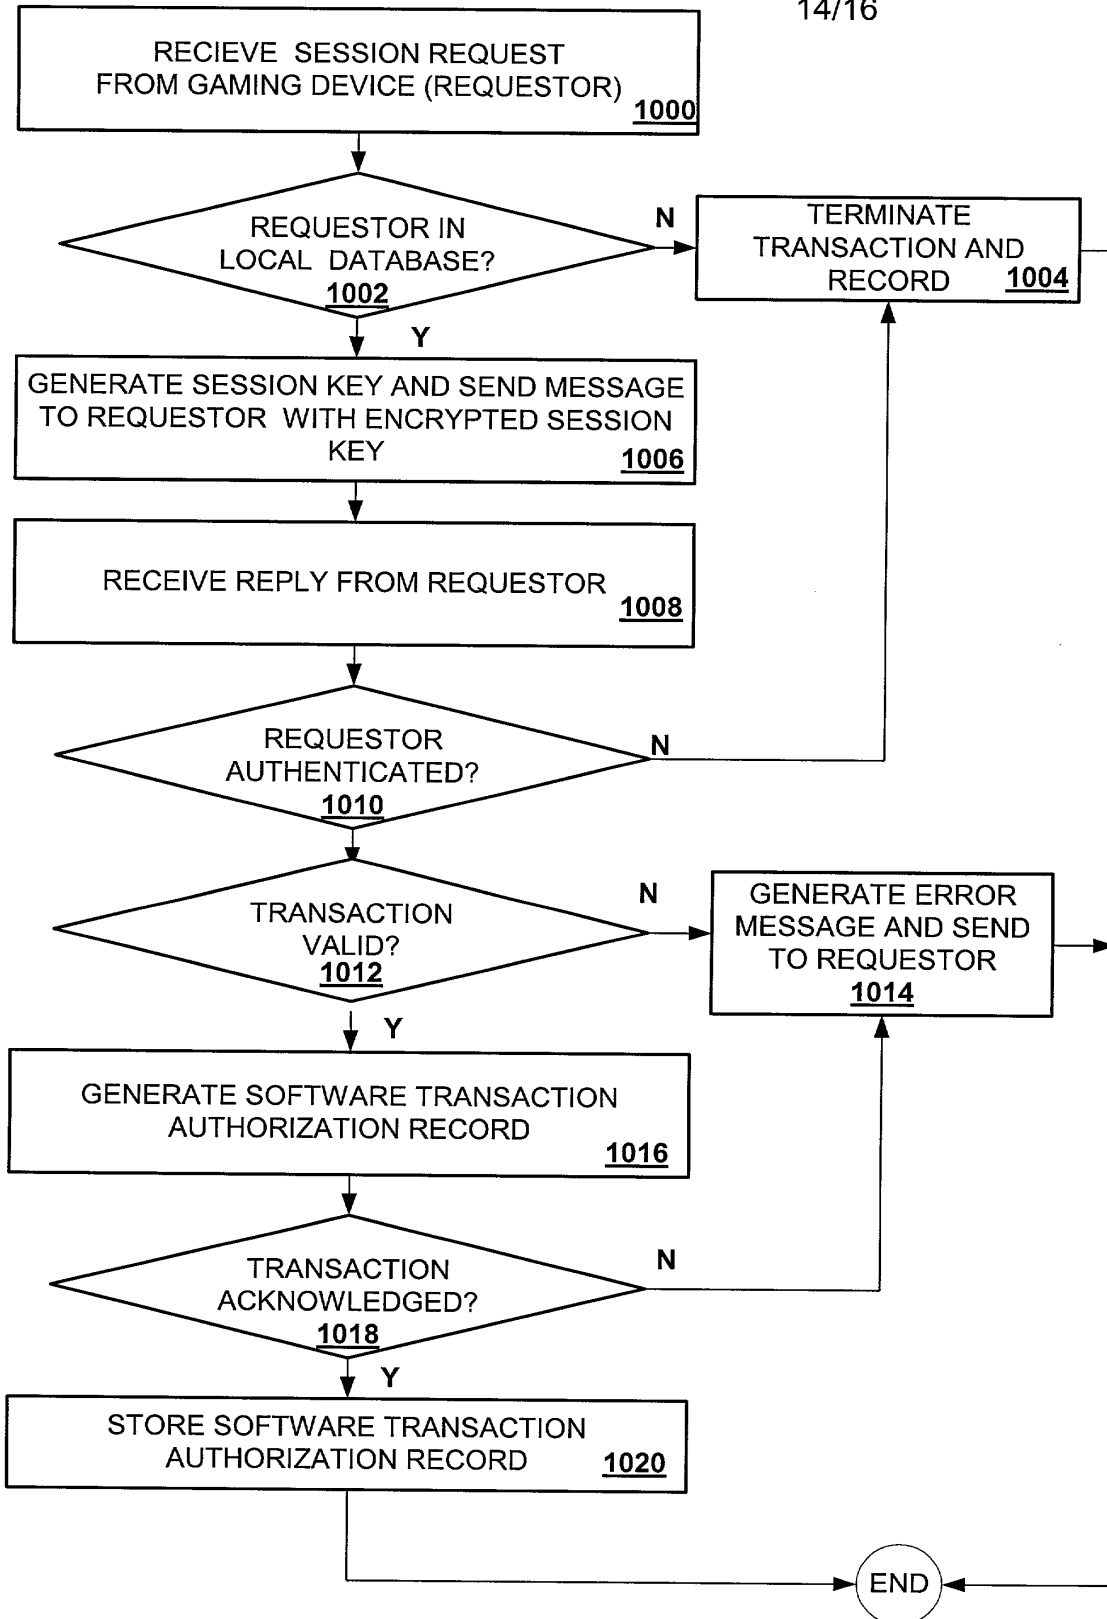 14/16
RECIEVE SESSION REQUEST
FROM GAMING DEVICE (REQUESTOR)
1000
REQUESTOR IN
LOCAL DATABASE?
1002
N
TERMINATE
TRANSACTION AND
RECORD
1004
Y
GENERATE SESSION KEY AND SEND MESSAGE
TO REQUESTOR WITH ENCRYPTED SESSION
KEY
1006
RECEIVE REPLY FROM REQUESTOR
1008
REQUESTOR
AUTHENTICATED?
1010
N
TRANSACTION
VALID?
1012
N
GENERATE ERROR
MESSAGE AND SEND
TO REQUESTOR
1014
Y
GENERATE SOFTWARE TRANSACTION
AUTHORIZATION RECORD
1016
TRANSACTION
ACKNOWLEDGED?
1018
N
Y
STORE SOFTWARE TRANSACTION
AUTHORIZATION RECORD
1020
END